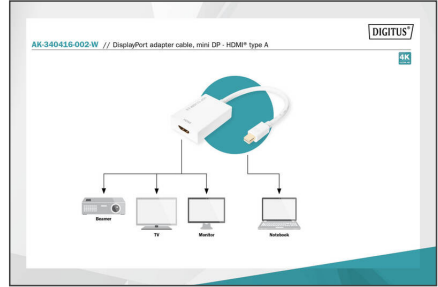 DIGITUS®
AK-340416-002-W // DisplayPort adapter cable, mini DP - HDMI® type A
4K
Beamer
TV
Monitor
Notebook